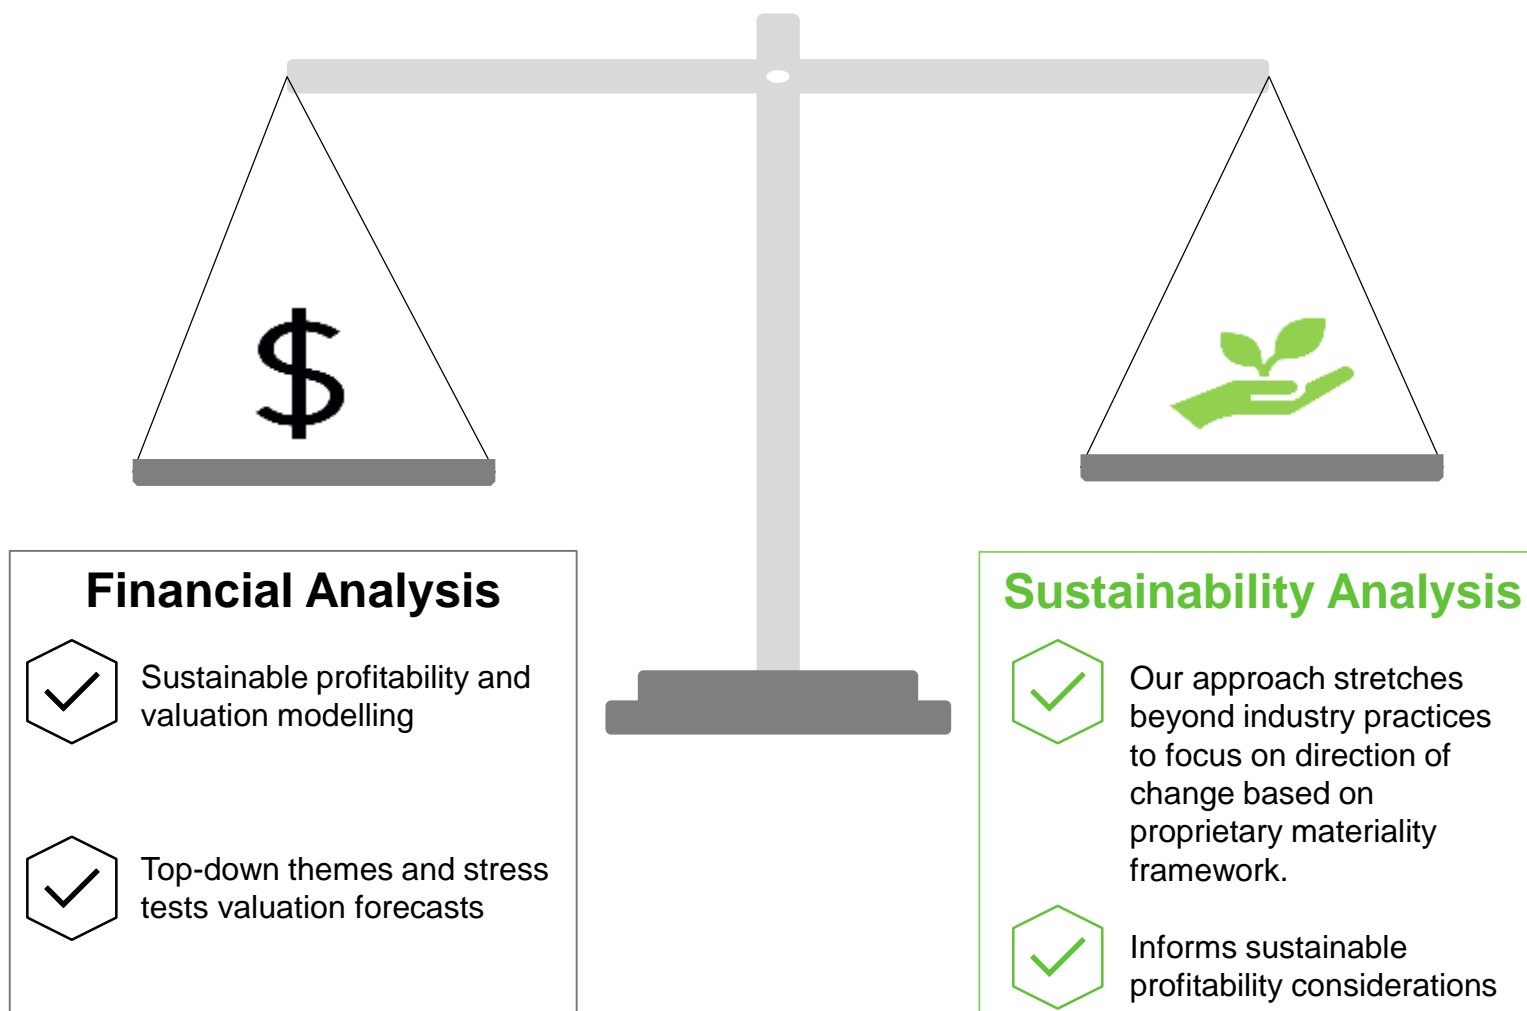 $
Financial Analysis
Sustainable profitability and
valuation modelling
Top-down themes and stress
tests valuation forecasts
Sustainability Analysis
Our approach stretches
beyond industry practices
to focus on direction of
change based on
proprietary materiality
framework.
Informs sustainable
profitability considerations